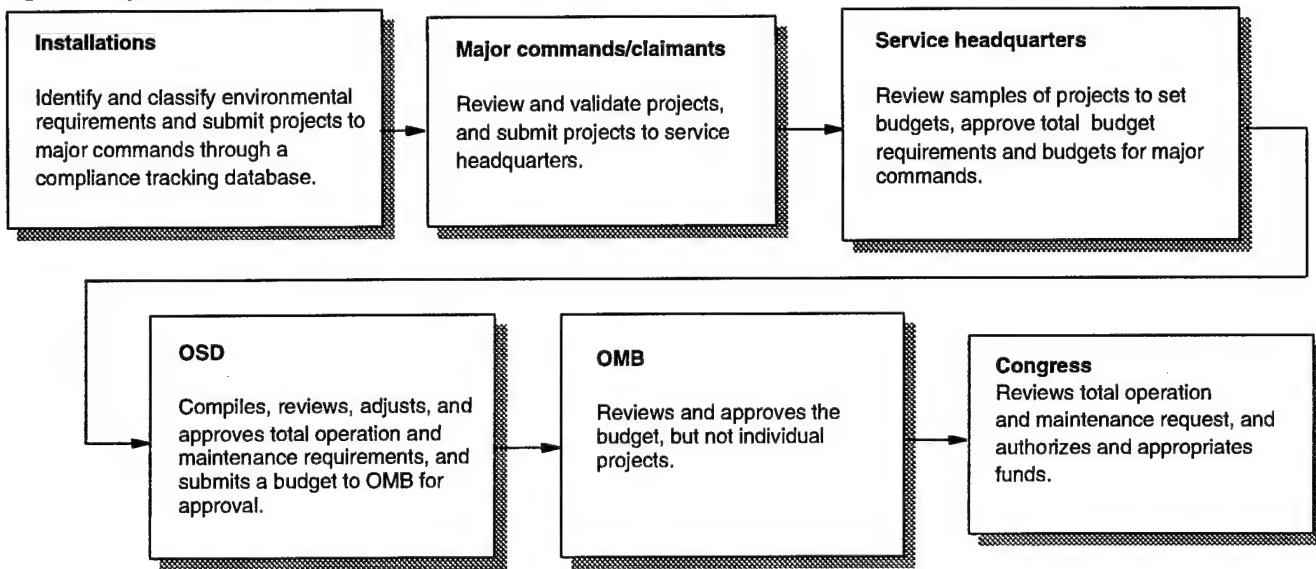 Installations
Identify and classify environmental
requirements and submit projects to
major commands through a
compliance tracking database.
Major commands/claimants
Review and validate projects,
and submit projects to service
headquarters.
Service headquarters
Review samples of projects to set
budgets, approve total budget
requirements and budgets for major
commands.
OSD
Compiles, reviews, adjusts, and
approves total operation and
maintenance requirements, and
submits a budget to OMB for
approval.
OMB
Reviews and approves the
budget, but not individual
projects.
Congress
Reviews total operation
and maintenance request, and
authorizes and appropriates
funds.